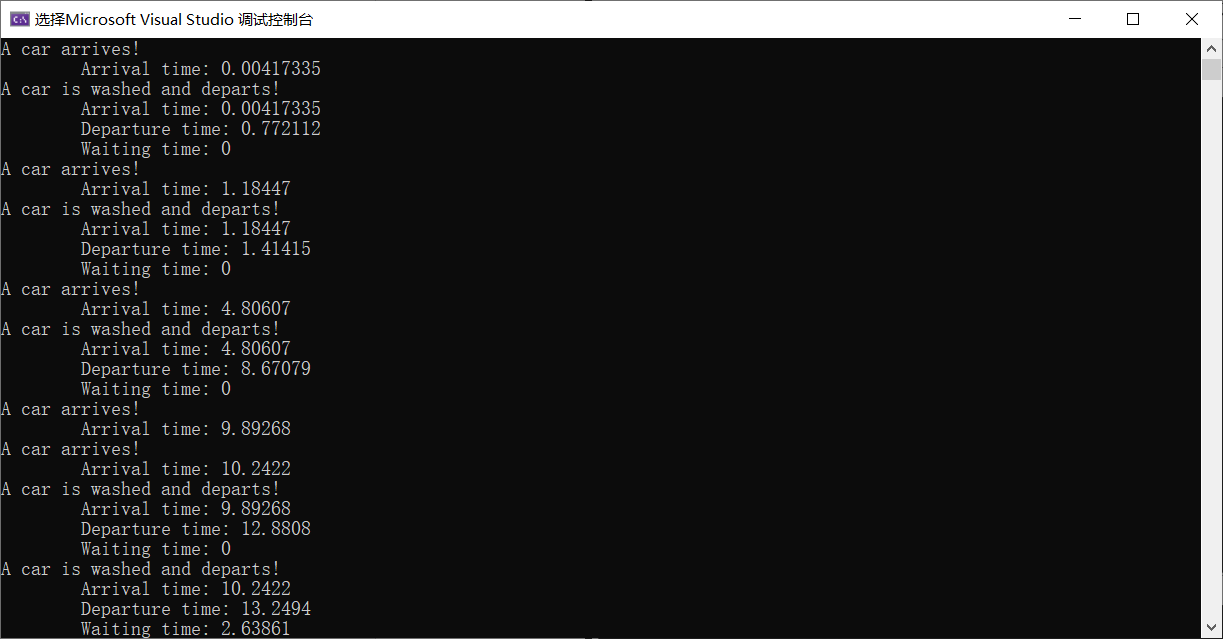 选择Microsoft Visual Studio 调试控制台
A car arrives!
Arrival time: 0.00417335
A car is washed and departs!
Arrival time: 0.00417335
Departure time: 0.772112
Waiting time: 0
A car arrives!
Arrival time: 1.18447
A car is washed and departs!
Arrival time: 1.18447
Departure time: 1.41415
Waiting time: 0
A car arrives!
Arrival time: 4.80607
A car is washed and departs!
Arrival time: 4.80607
Departure time: 8.67079
Waiting time: 0
A car arrives!
Arrival time: 9.89268
A car arrives!
Arrival time: 10.2422
A car is washed and departs!
Arrival time: 9.89268
Departure time: 12.8808
Waiting time: 0
A car is washed and departs!
Arrival time: 10.2422
Departure time: 13.2494
Waiting time: 2.63861